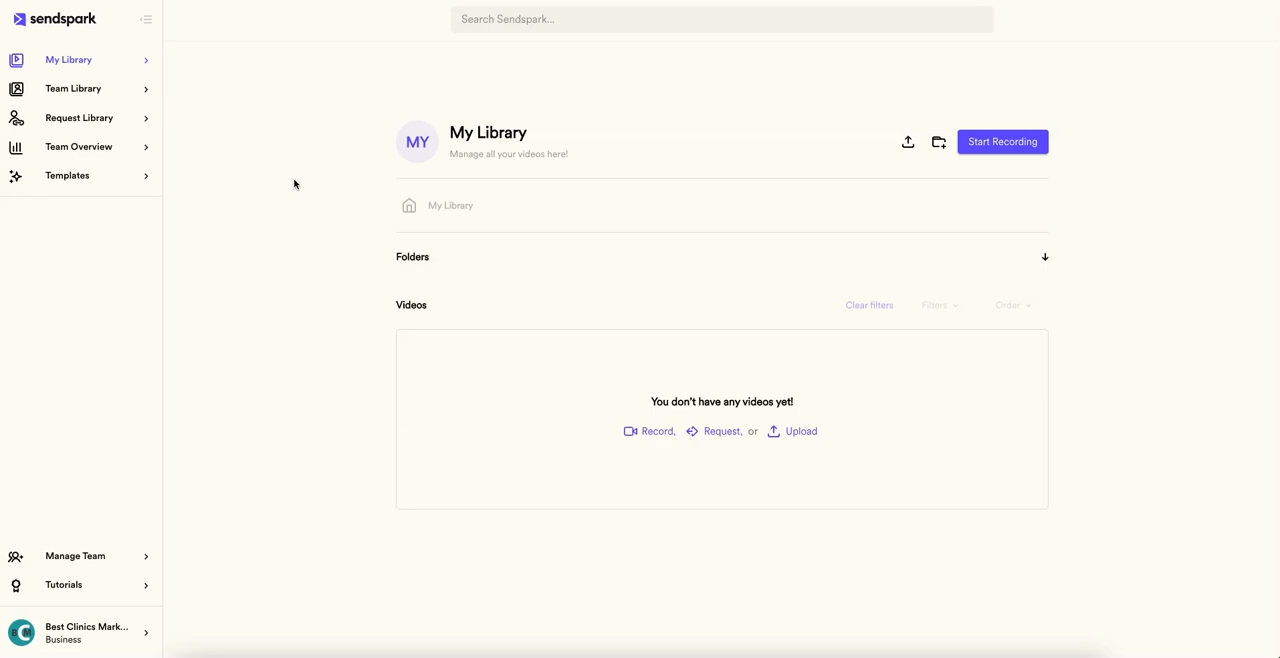 sendspark
Search Sendspark...
My Library
Team Library
Request Library
Team Overview
Templates
MY
My Library
Manage all your videos here!
Start Recording
My Library
Folders
Videos
Clear filters
Filters
Order
You don't have any videos yet!
Record, Request, or Upload
Manage Team
Tutorials
Best Clinics Mark...
Business